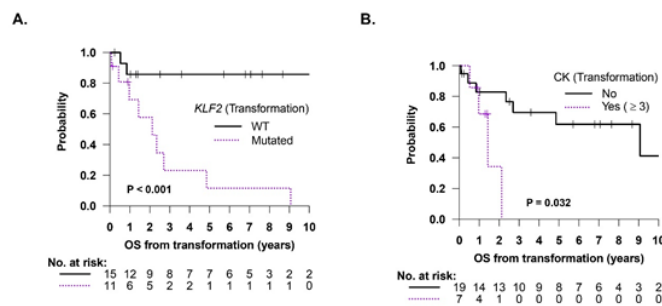 A.
1.0
0.8
0.6
0.4
0.2
0.0
Probability
KLF2 (Transformation)
WT
Mutated
P < 0.001
0 1 2 3 4 5 6 7 8 9 10
OS from transformation (years)
No. at risk:
15 12 9 8 7 7 6 5 3 2 2
11 6 5 2 2 1 1 1 1 1 0
B.
1.0
0.8
0.6
0.4
0.2
0.0
Probability
CK (Transformation)
No
Yes (≥ 3)
P = 0.032
0 1 2 3 4 5 6 7 8 9 10
OS from transformation (years)
No. at risk:
19 14 13 10 9 8 7 6 4 3 2
7 4 1 0 0 0 0 0 0 0 0